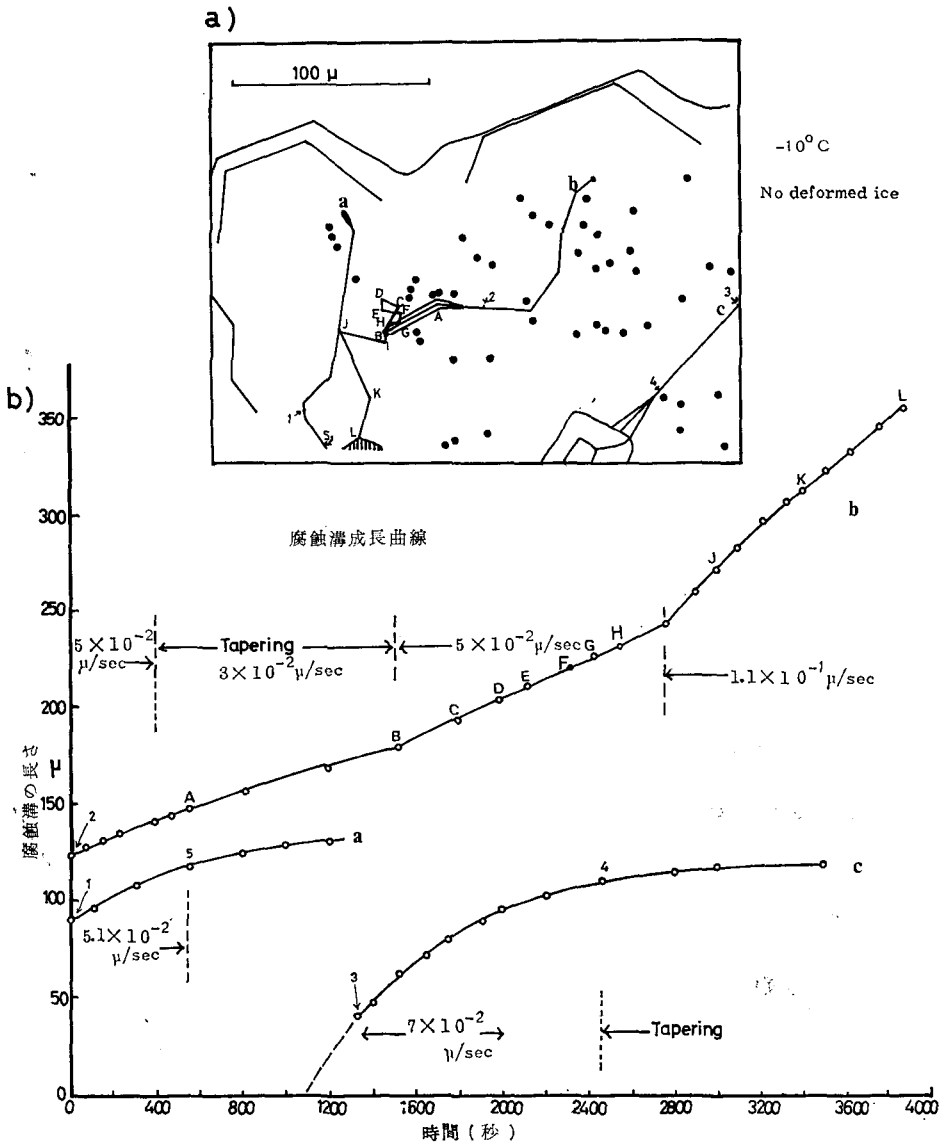 a)
100 μ
-10°C
No deformed ice
a
b
c
D
C
F
E
H
G
B
I
A
2
3
4
J
K
1
5
L
b)
腐蝕溝成長曲線
350
300
250
200
150
100
50
0
腐蝕溝の長さ μ
5×10⁻²
μ/sec
Tapering
3×10⁻²μ/sec
5×10⁻²μ/sec
1.1×10⁻¹μ/sec
A
B
C
D
E
F
G
H
J
K
L
b
2
1
5
a
5.1×10⁻²
μ/sec
3
4
c
7×10⁻²
μ/sec
Tapering
0 400 800 1200 1600 2000 2400 2800 3200 3600 4000
時間(秒)